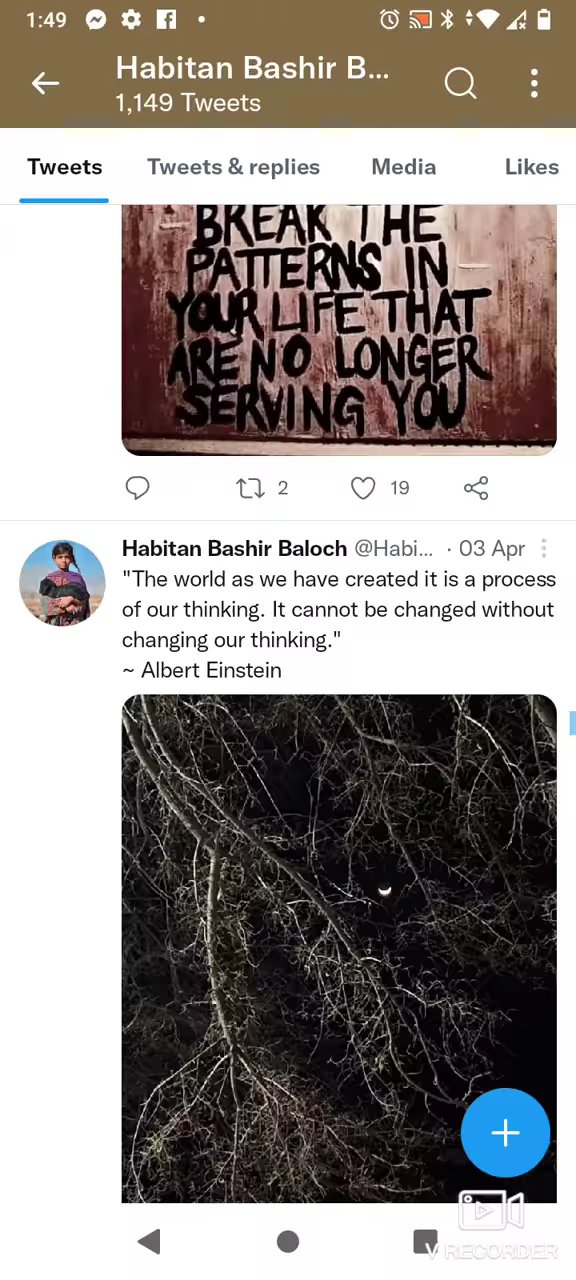 1:49
Habitan Bashir B...
1,149 Tweets
Tweets Tweets & replies Media Likes
BREAK THE
PATTERNS IN
YOUR LIFE THAT
ARE NO LONGER
SERVING YOU
2 19
Habitan Bashir Baloch @Habi... · 03 Apr
"The world as we have created it is a process
of our thinking. It cannot be changed without
changing our thinking."
~ Albert Einstein
V RECORDER